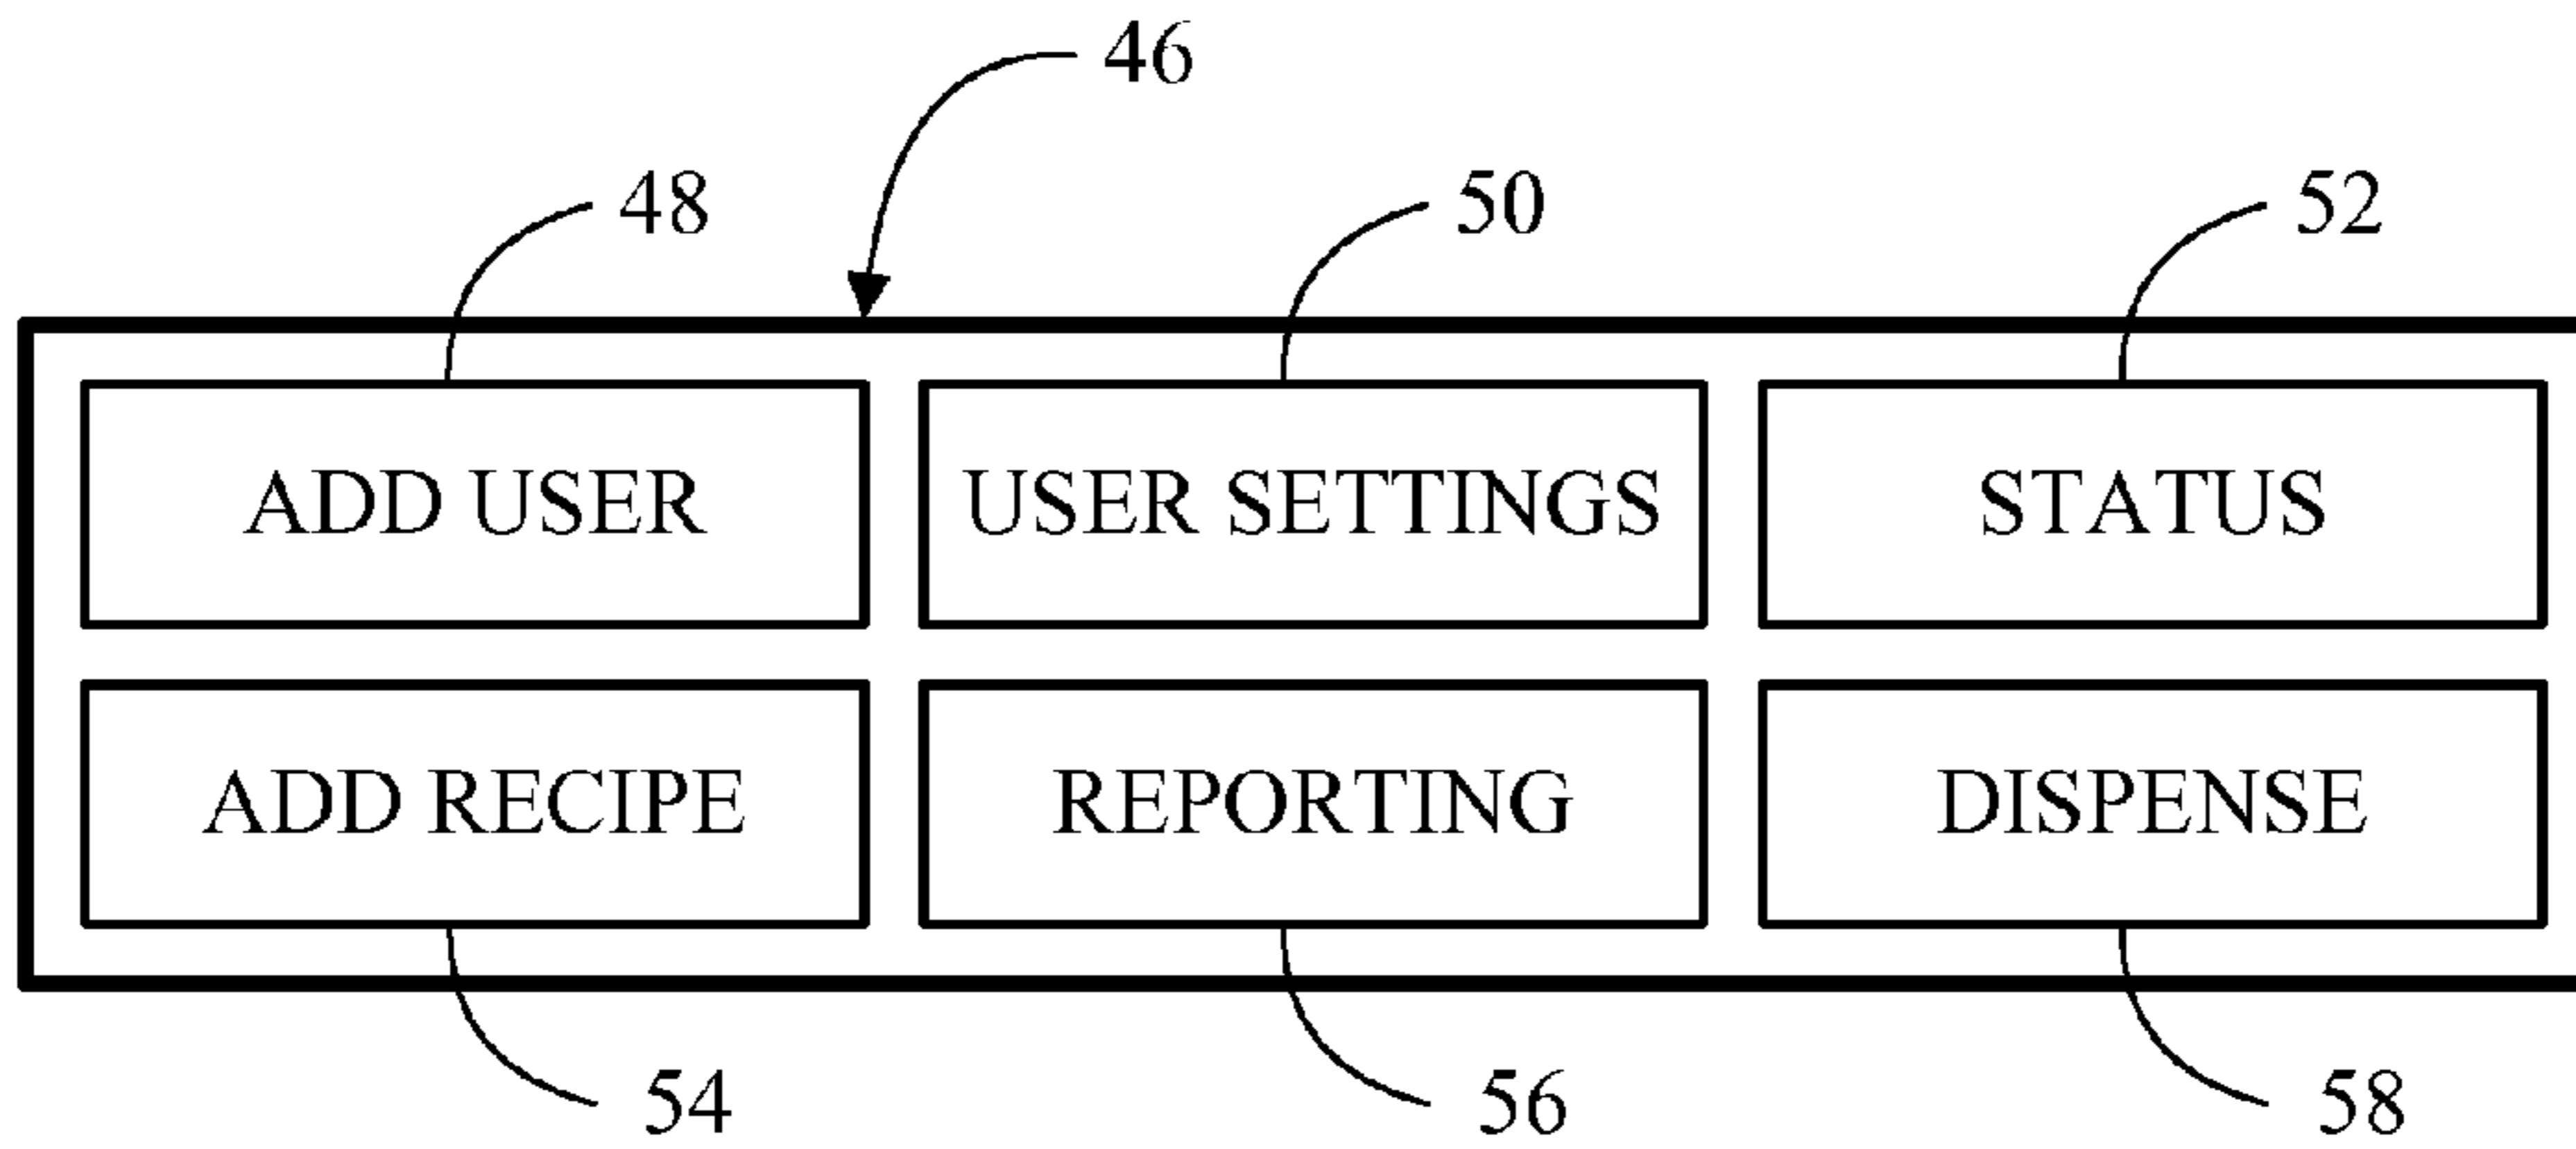 46
48
50
52
ADD USER
USER SETTINGS
STATUS
ADD RECIPE
REPORTING
DISPENSE
54
56
58